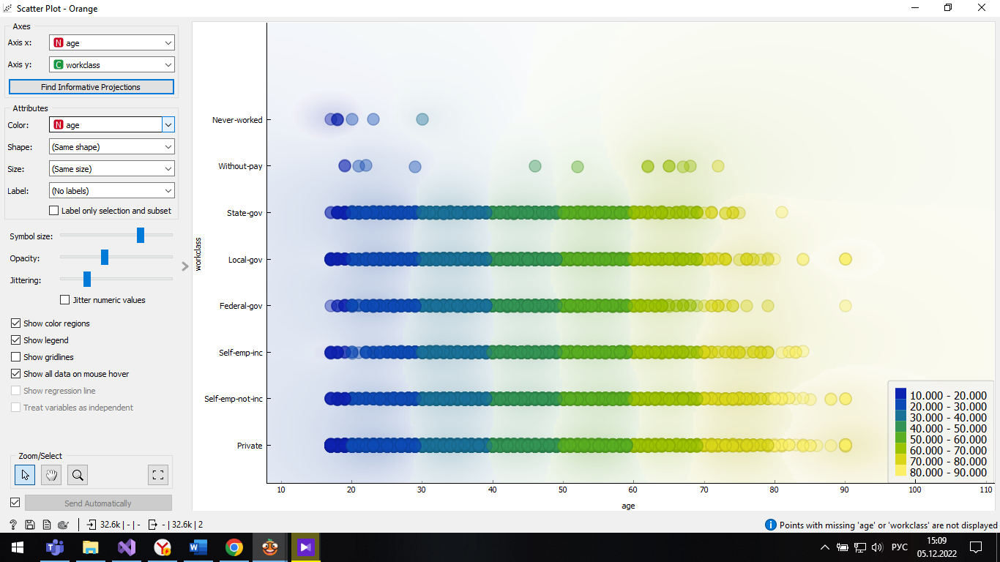 Scatter Plot - Orange
Axes
Axis x: N age
Axis y: C workclass
Find Informative Projections
Attributes
Color: N age
Shape: (Same shape)
Size: (Same size)
Label: (No labels)
Label only selection and subset
Symbol size:
Opacity:
Jittering:
Jitter numeric values
Show color regions
Show legend
Show gridlines
Show all data on mouse hover
Show regression line
Treat variables as independent
Zoom/Select
Send Automatically
? 32.6k | - | - - | 32.6k | 2
workclass
Never-worked
Without-pay
State-gov
Local-gov
Federal-gov
Self-emp-inc
Self-emp-not-inc
Private
10 20 30 40 50 60 70 80 90 100 110
age
10.000 - 20.000
20.000 - 30.000
30.000 - 40.000
40.000 - 50.000
50.000 - 60.000
60.000 - 70.000
70.000 - 80.000
80.000 - 90.000
Points with missing 'age' or 'workclass' are not displayed
РУС
15:09
05.12.2022